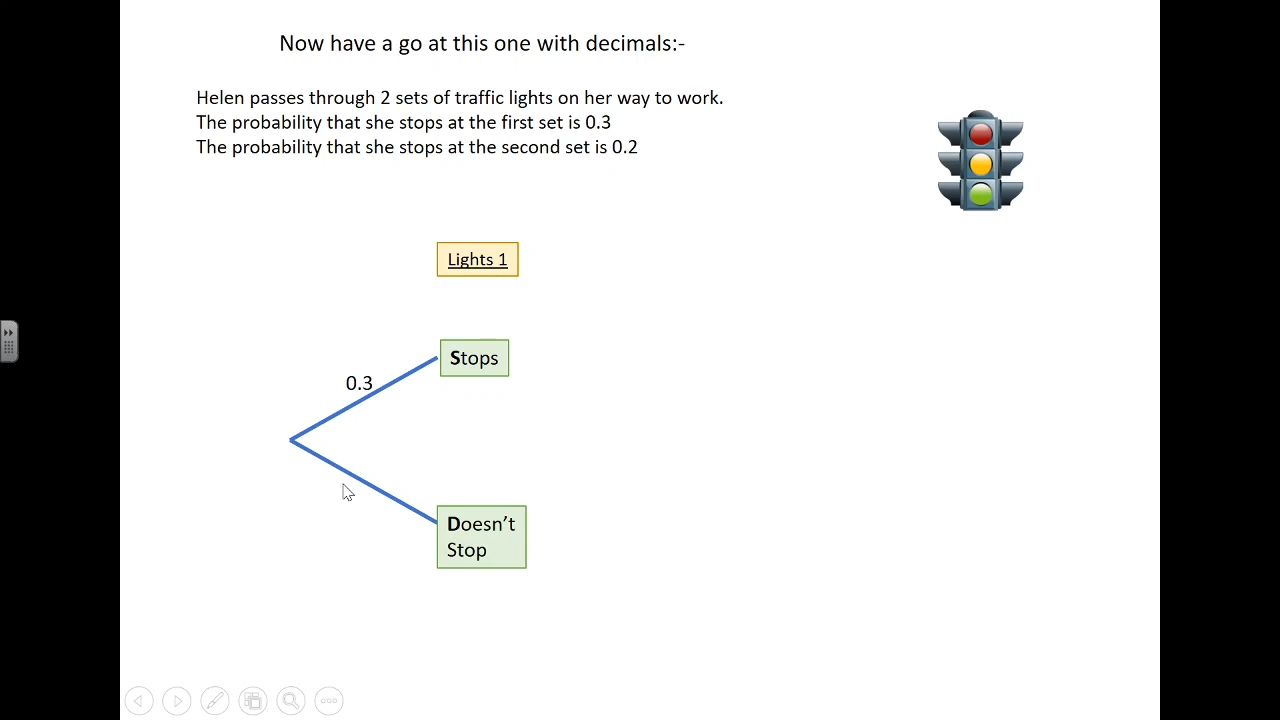 Now have a go at this one with decimals:-
Helen passes through 2 sets of traffic lights on her way to work.
The probability that she stops at the first set is 0.3
The probability that she stops at the second set is 0.2
Lights 1
Stops
0.3
Doesn’t
Stop